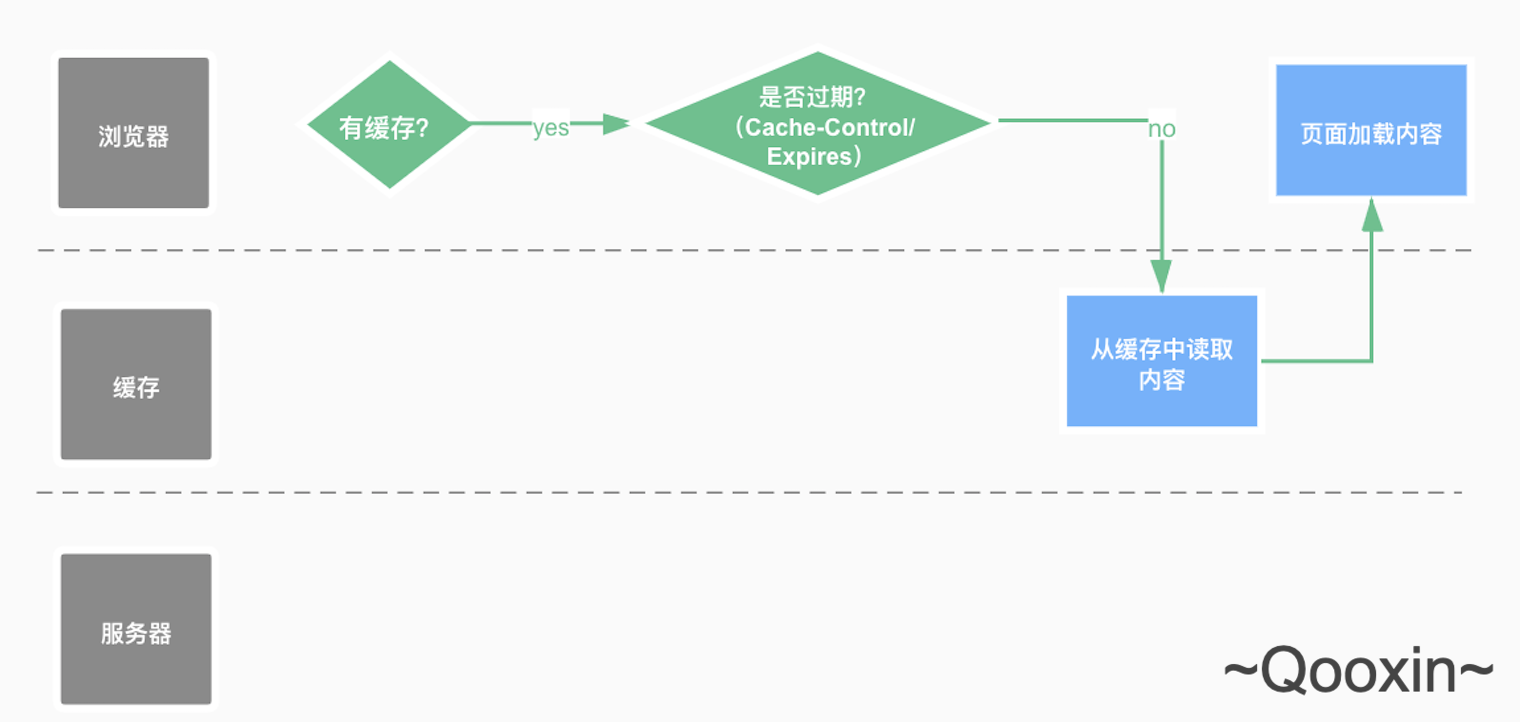 浏览器
有缓存?
yes
是否过期?
（Cache-Control/
Expires）
no
页面加载内容
缓存
从缓存中读取
内容
服务器
~Qooxin~